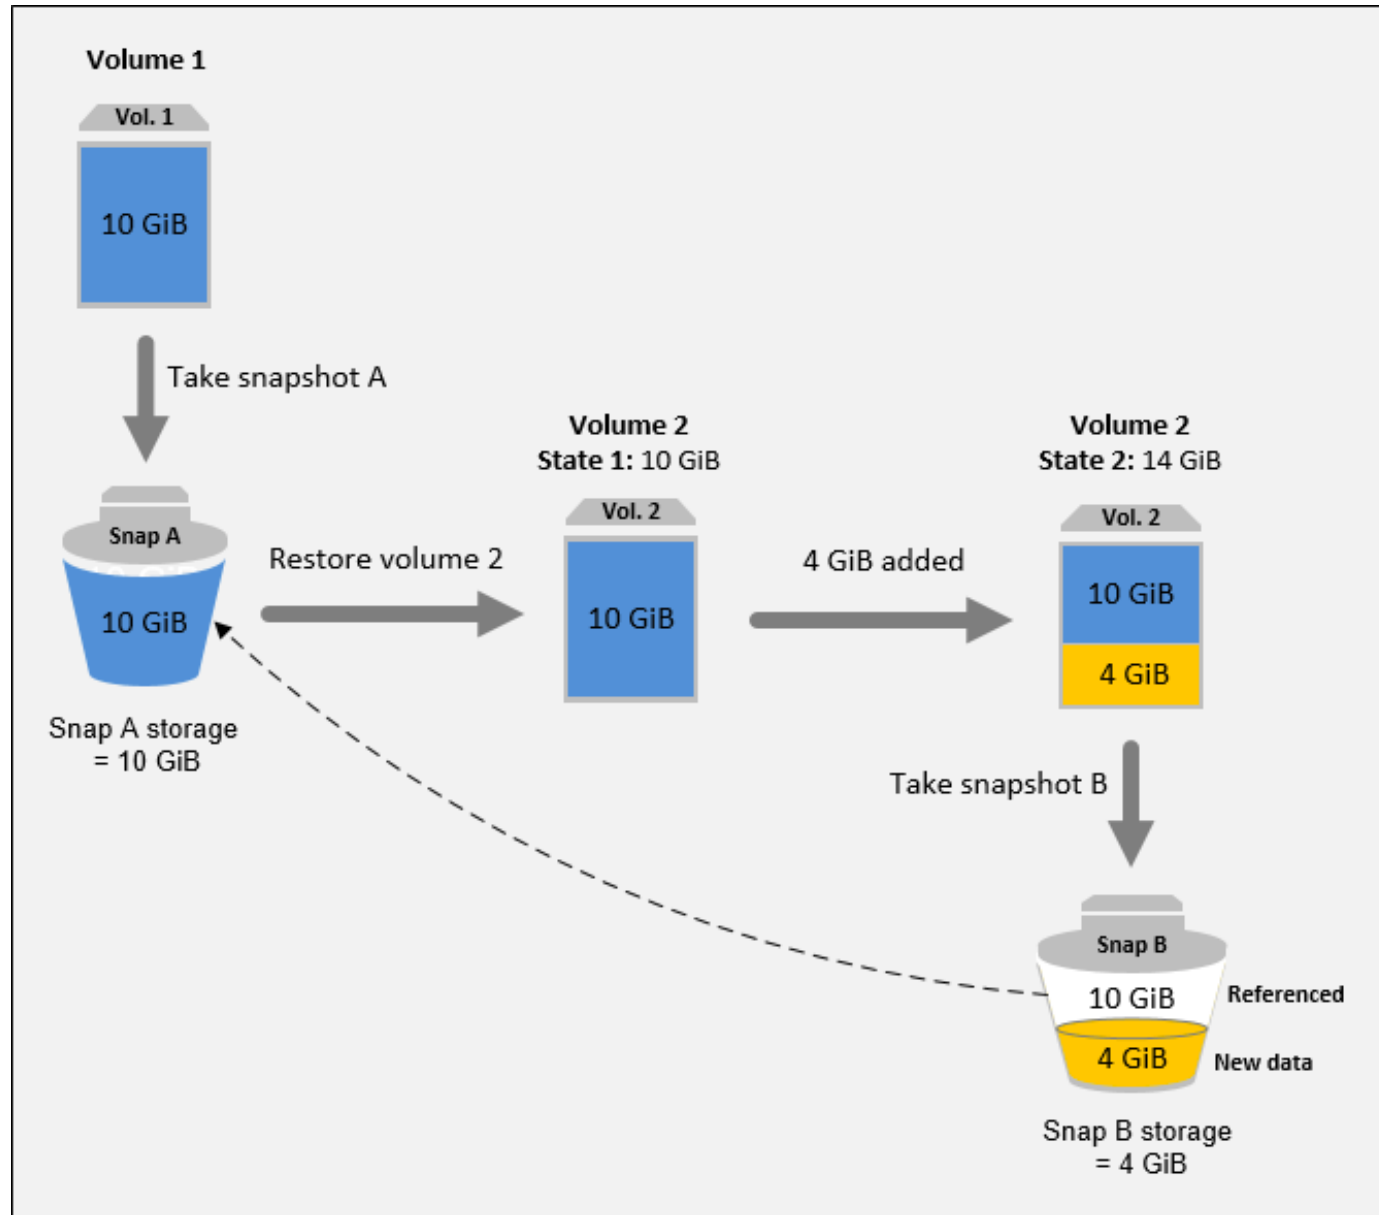 Volume 1
Vol. 1
10 GiB
Take snapshot A
Snap A
10 GiB
Snap A storage
= 10 GiB
Restore volume 2
Volume 2
State 1: 10 GiB
Vol. 2
10 GiB
4 GiB added
Volume 2
State 2: 14 GiB
Vol. 2
10 GiB
4 GiB
Take snapshot B
Snap B
10 GiB
Referenced
4 GiB
New data
Snap B storage
= 4 GiB